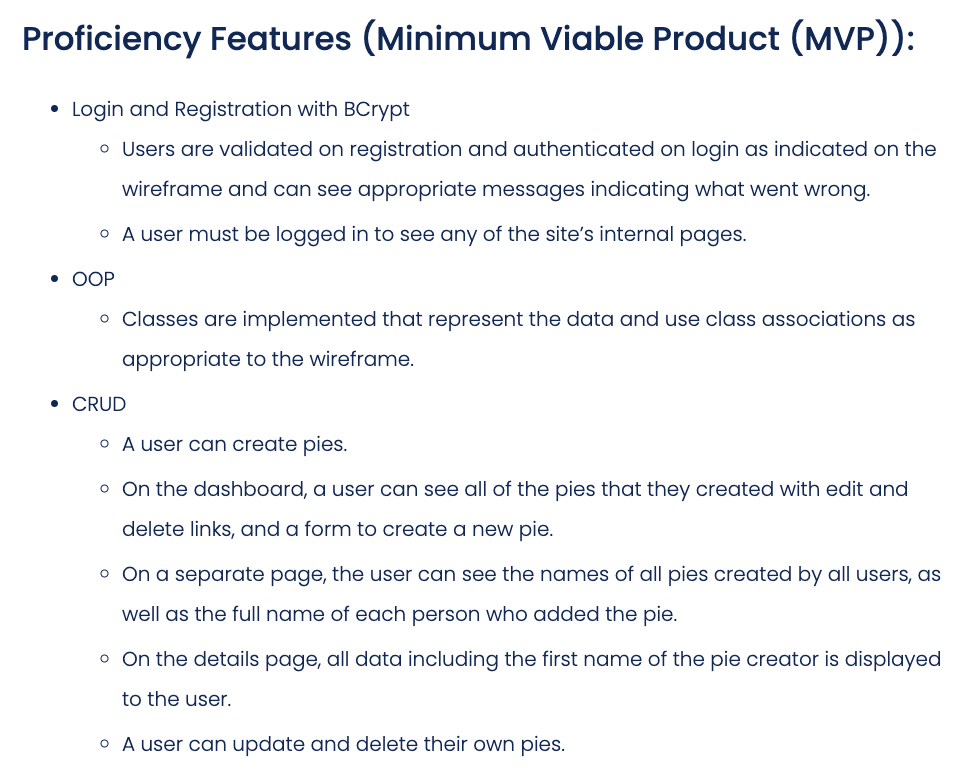 Proficiency Features (Minimum Viable Product (MVP)):
• Login and Registration with BCrypt
◦ Users are validated on registration and authenticated on login as indicated on the
wireframe and can see appropriate messages indicating what went wrong.
◦ A user must be logged in to see any of the site’s internal pages.
• OOP
◦ Classes are implemented that represent the data and use class associations as
appropriate to the wireframe.
• CRUD
◦ A user can create pies.
◦ On the dashboard, a user can see all of the pies that they created with edit and
delete links, and a form to create a new pie.
◦ On a separate page, the user can see the names of all pies created by all users, as
well as the full name of each person who added the pie.
◦ On the details page, all data including the first name of the pie creator is displayed
to the user.
◦ A user can update and delete their own pies.